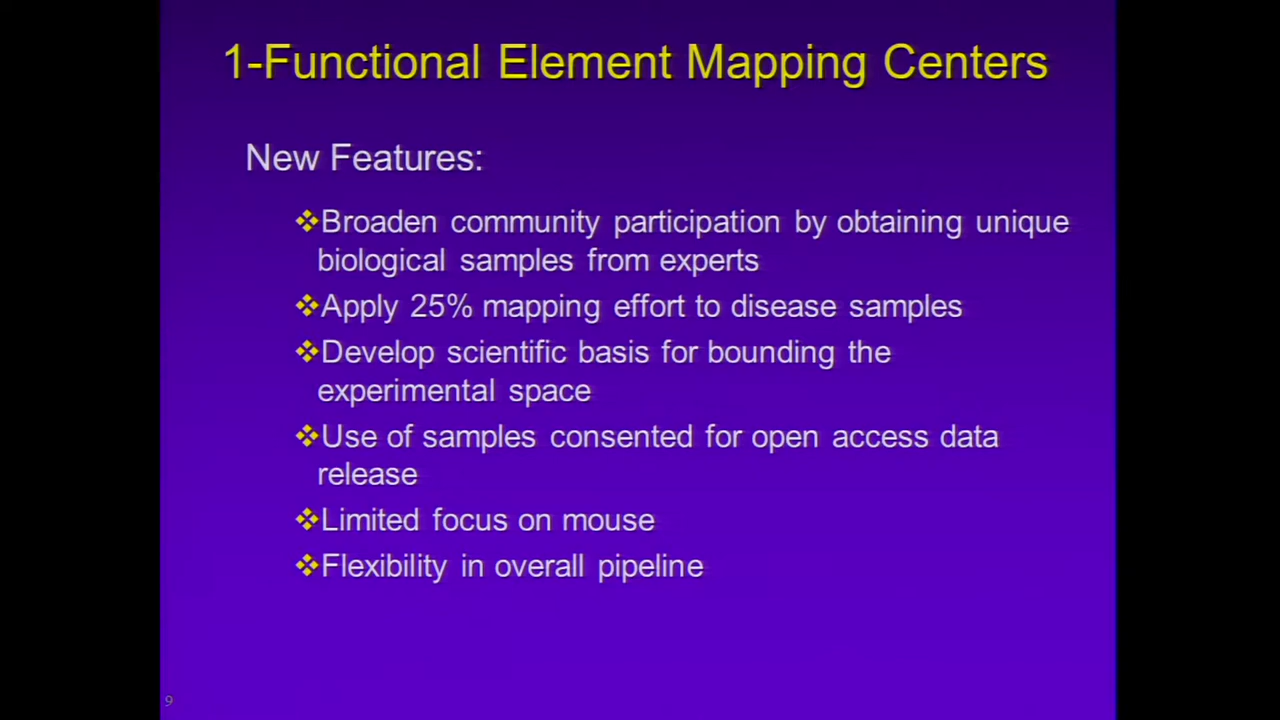 1-Functional Element Mapping Centers
New Features:
❖Broaden community participation by obtaining unique
biological samples from experts
❖Apply 25% mapping effort to disease samples
❖Develop scientific basis for bounding the
experimental space
❖Use of samples consented for open access data
release
❖Limited focus on mouse
❖Flexibility in overall pipeline
9